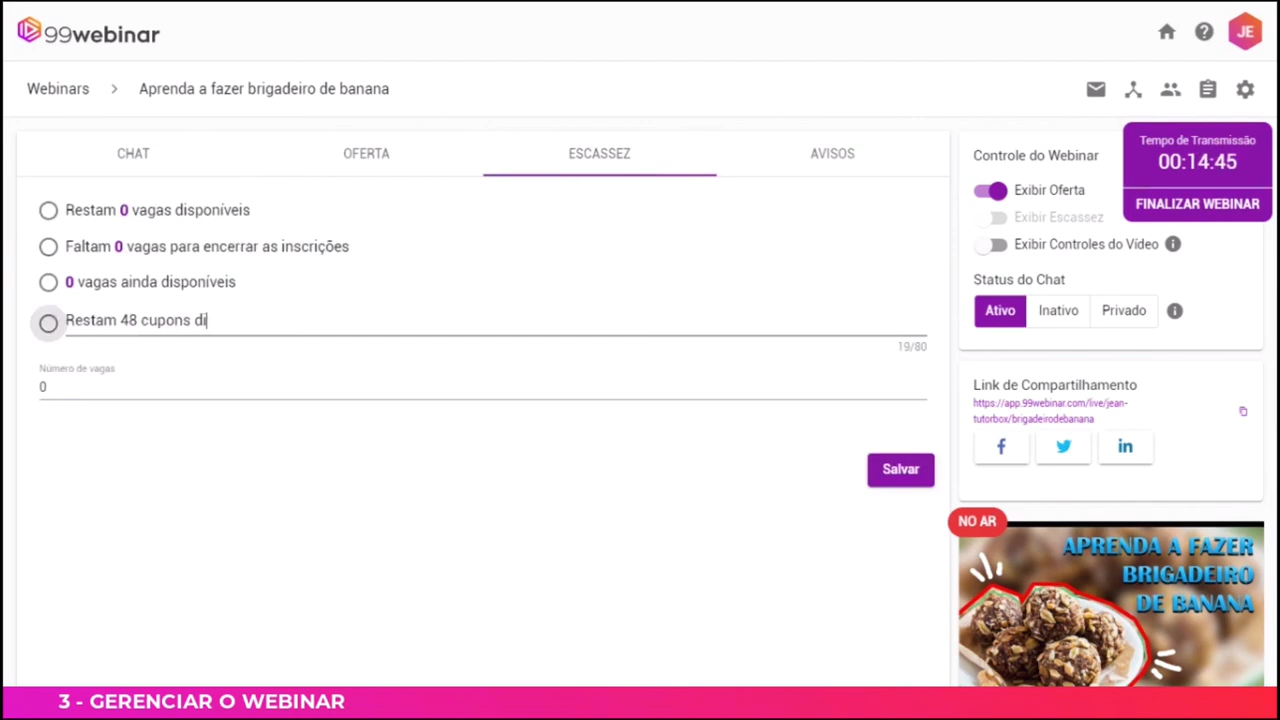 99webinar
JE
Webinars > Aprenda a fazer brigadeiro de banana
CHAT
OFERTA
ESCASSEZ
AVISOS
Restam 0 vagas disponíveis
Faltam 0 vagas para encerrar as inscrições
0 vagas ainda disponíveis
Restam 48 cupons di
19/80
Número de vagas
0
Salvar
Controle do Webinar
Exibir Oferta
Exibir Escassez
Exibir Controles do Vídeo
Status do Chat
Ativo
Inativo
Privado
Tempo de Transmissão
00:14:45
FINALIZAR WEBINAR
Link de Compartilhamento
https://app.99webinar.com/live/jean-
tutorbox/brigadeirodebanana
NO AR
APRENDA A FAZER
BRIGADEIRO
DE BANANA
3 - GERENCIAR O WEBINAR